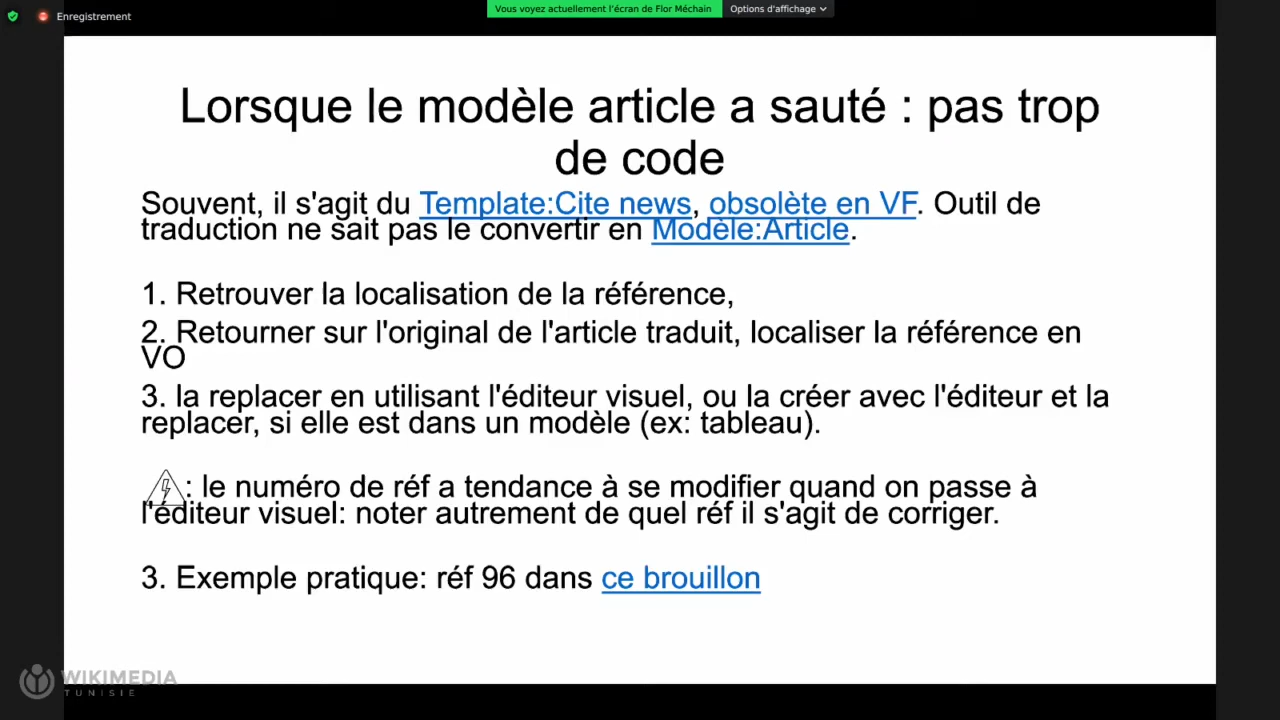 Enregistrement
Vous voyez actuellement l'écran de Flor Méchain
Options d'affichage
Lorsque le modèle article a sauté : pas trop
de code
Souvent, il s'agit du Template:Cite news, obsolète en VF. Outil de
traduction ne sait pas le convertir en Modèle:Article.
1. Retrouver la localisation de la référence,
2. Retourner sur l'original de l'article traduit, localiser la référence en
VO
3. la replacer en utilisant l'éditeur visuel, ou la créer avec l'éditeur et la
replacer, si elle est dans un modèle (ex: tableau).
: le numéro de réf a tendance à se modifier quand on passe à
l'éditeur visuel: noter autrement de quel réf il s'agit de corriger.
3. Exemple pratique: réf 96 dans ce brouillon
WIKIMEDIA
TUNISIE